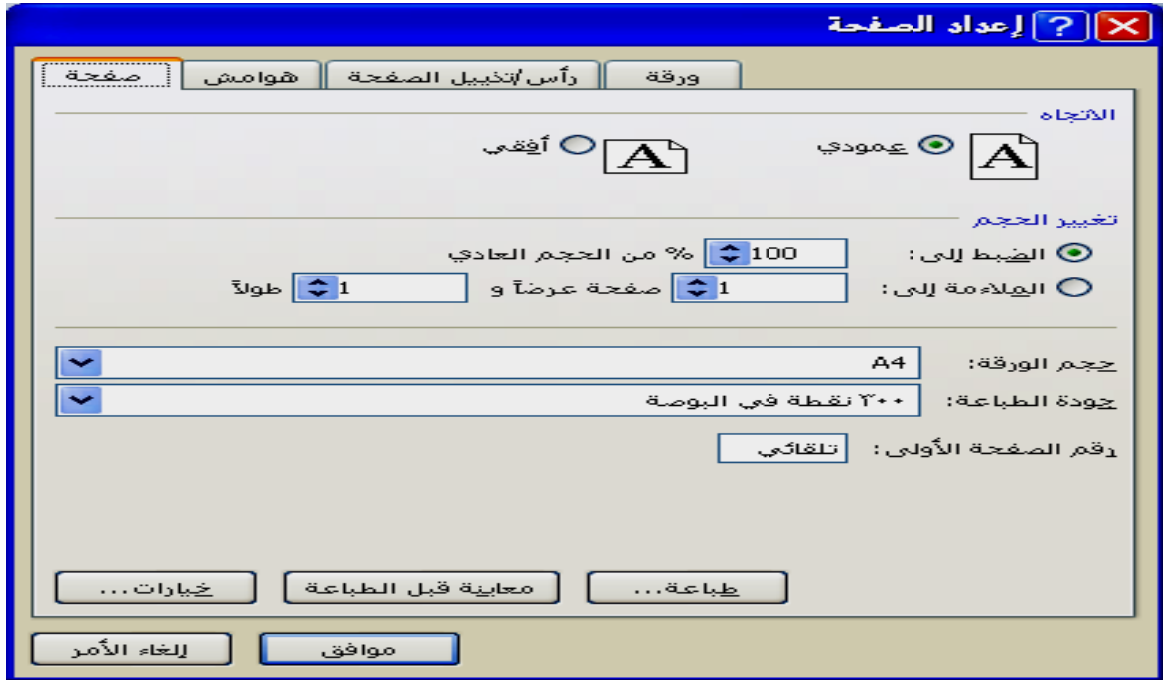 إعداد الصفحة
صفحة
هوامش
رأس/تذييل الصفحة
ورقة
الاتجاه
عمودي
أفقي
A
A
تغيير الحجم
الضبط إلى: 100 % من الحجم العادي
الملاءمة إلى: 1 صفحة عرضاً و 1 طولاً
حجم الورقة: A4
جودة الطباعة: ٣٠٠ نقطة في البوصة
رقم الصفحة الأولى: تلقائي
طباعة...
معاينة قبل الطباعة
خيارات...
موافق
إلغاء الأمر